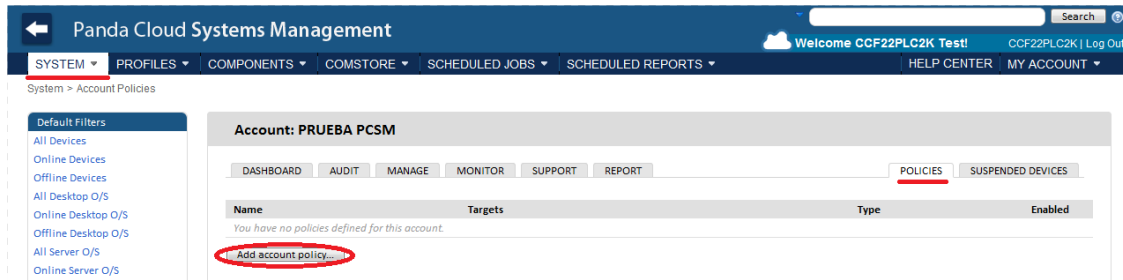 Panda Cloud Systems Management
Search
Welcome CCF22PLC2K Test! CCF22PLC2K | Log Out
SYSTEM PROFILES COMPONENTS COMSTORE SCHEDULED JOBS SCHEDULED REPORTS HELP CENTER MY ACCOUNT
System > Account Policies
Default Filters
All Devices
Online Devices
Offline Devices
All Desktop O/S
Online Desktop O/S
Offline Desktop O/S
All Server O/S
Online Server O/S
Account: PRUEBA PCSM
DASHBOARD AUDIT MANAGE MONITOR SUPPORT REPORT POLICIES SUSPENDED DEVICES
Name Targets Type Enabled
You have no policies defined for this account.
Add account policy...